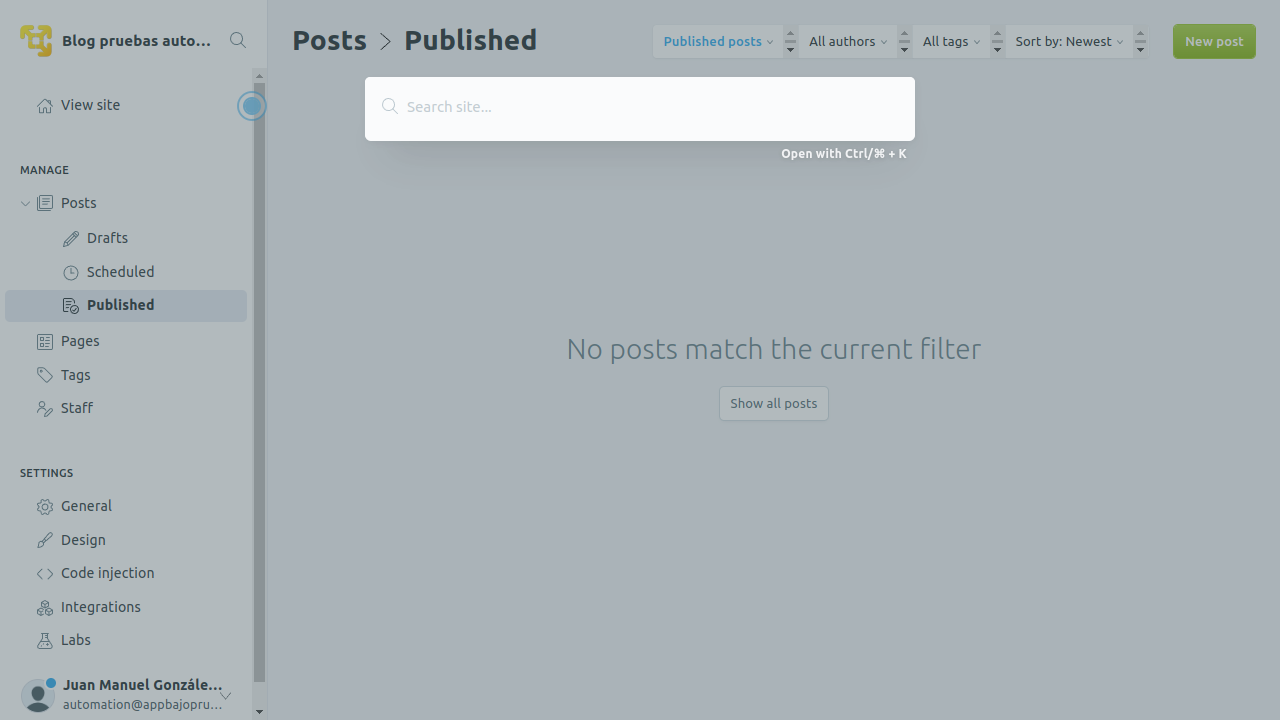 Blog pruebas auto...
Posts > Published
Published posts
All authors
All tags
Sort by: Newest
New post
Search site...
Open with Ctrl/⌘ + K
View site
MANAGE
Posts
Drafts
Scheduled
Published
Pages
Tags
Staff
No posts match the current filter
Show all posts
SETTINGS
General
Design
Code injection
Integrations
Labs
Juan Manuel Gonzále...
automation@appbajopru...